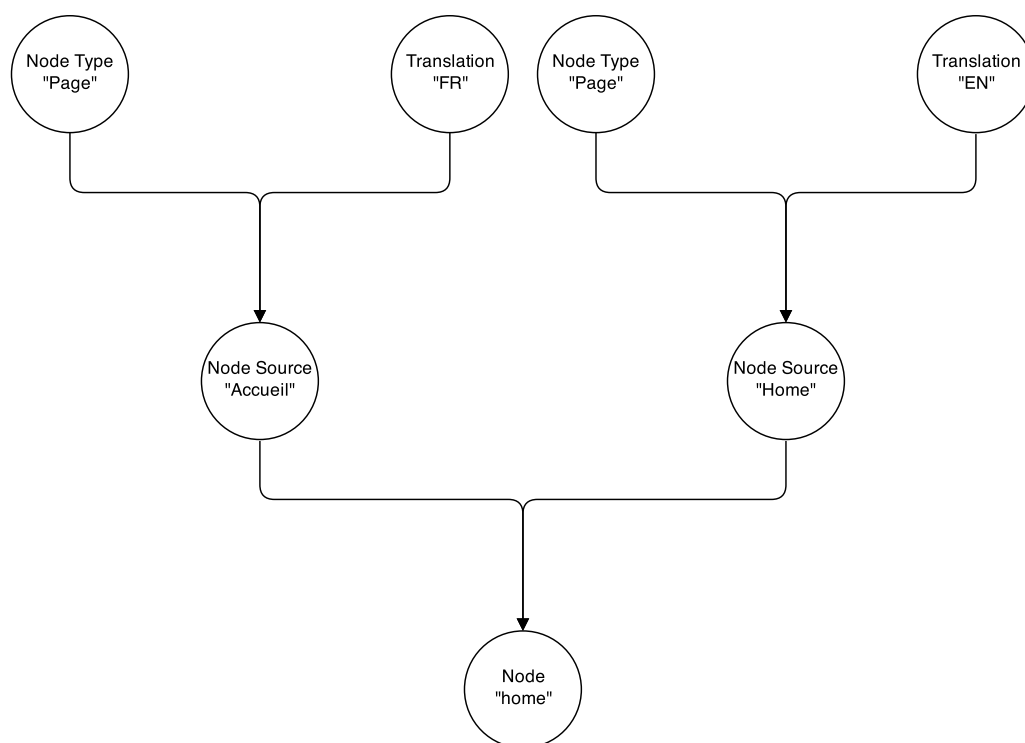 Node Type
"Page"
Translation
"FR"
Node Type
"Page"
Translation
"EN"
Node Source
"Accueil"
Node Source
"Home"
Node
"home"